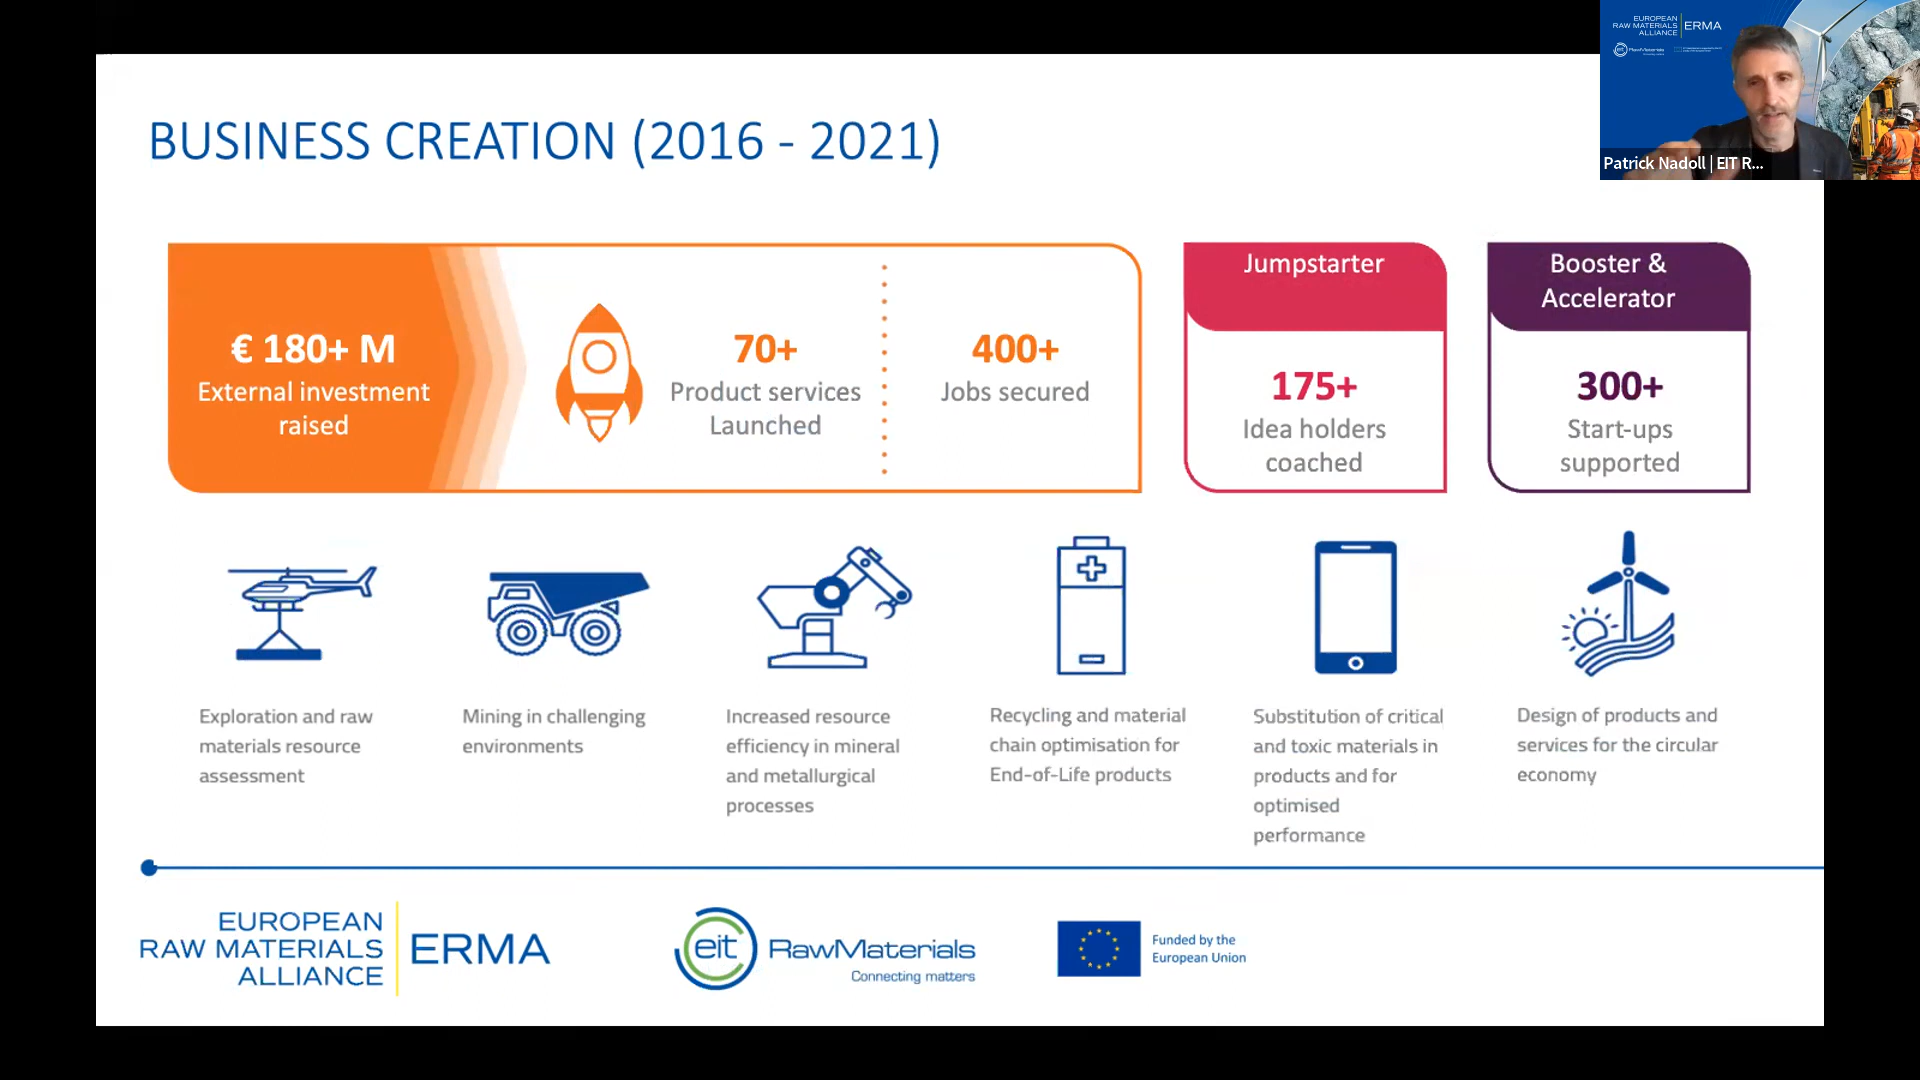 EUROPEAN
RAW MATERIALS
ALLIANCE
ERMA
eit RawMaterials
Patrick Nadoll | EIT R...
BUSINESS CREATION (2016 - 2021)
€ 180+ M
External investment
raised
70+
Product services
Launched
400+
Jobs secured
Jumpstarter
175+
Idea holders
coached
Booster &
Accelerator
300+
Start-ups
supported
Exploration and raw
materials resource
assessment
Mining in challenging
environments
Increased resource
efficiency in mineral
and metallurgical
processes
Recycling and material
chain optimisation for
End-of-Life products
Substitution of critical
and toxic materials in
products and for
optimised
performance
Design of products and
services for the circular
economy
EUROPEAN
RAW MATERIALS
ALLIANCE
ERMA
eit RawMaterials
Connecting matters
Funded by the
European Union